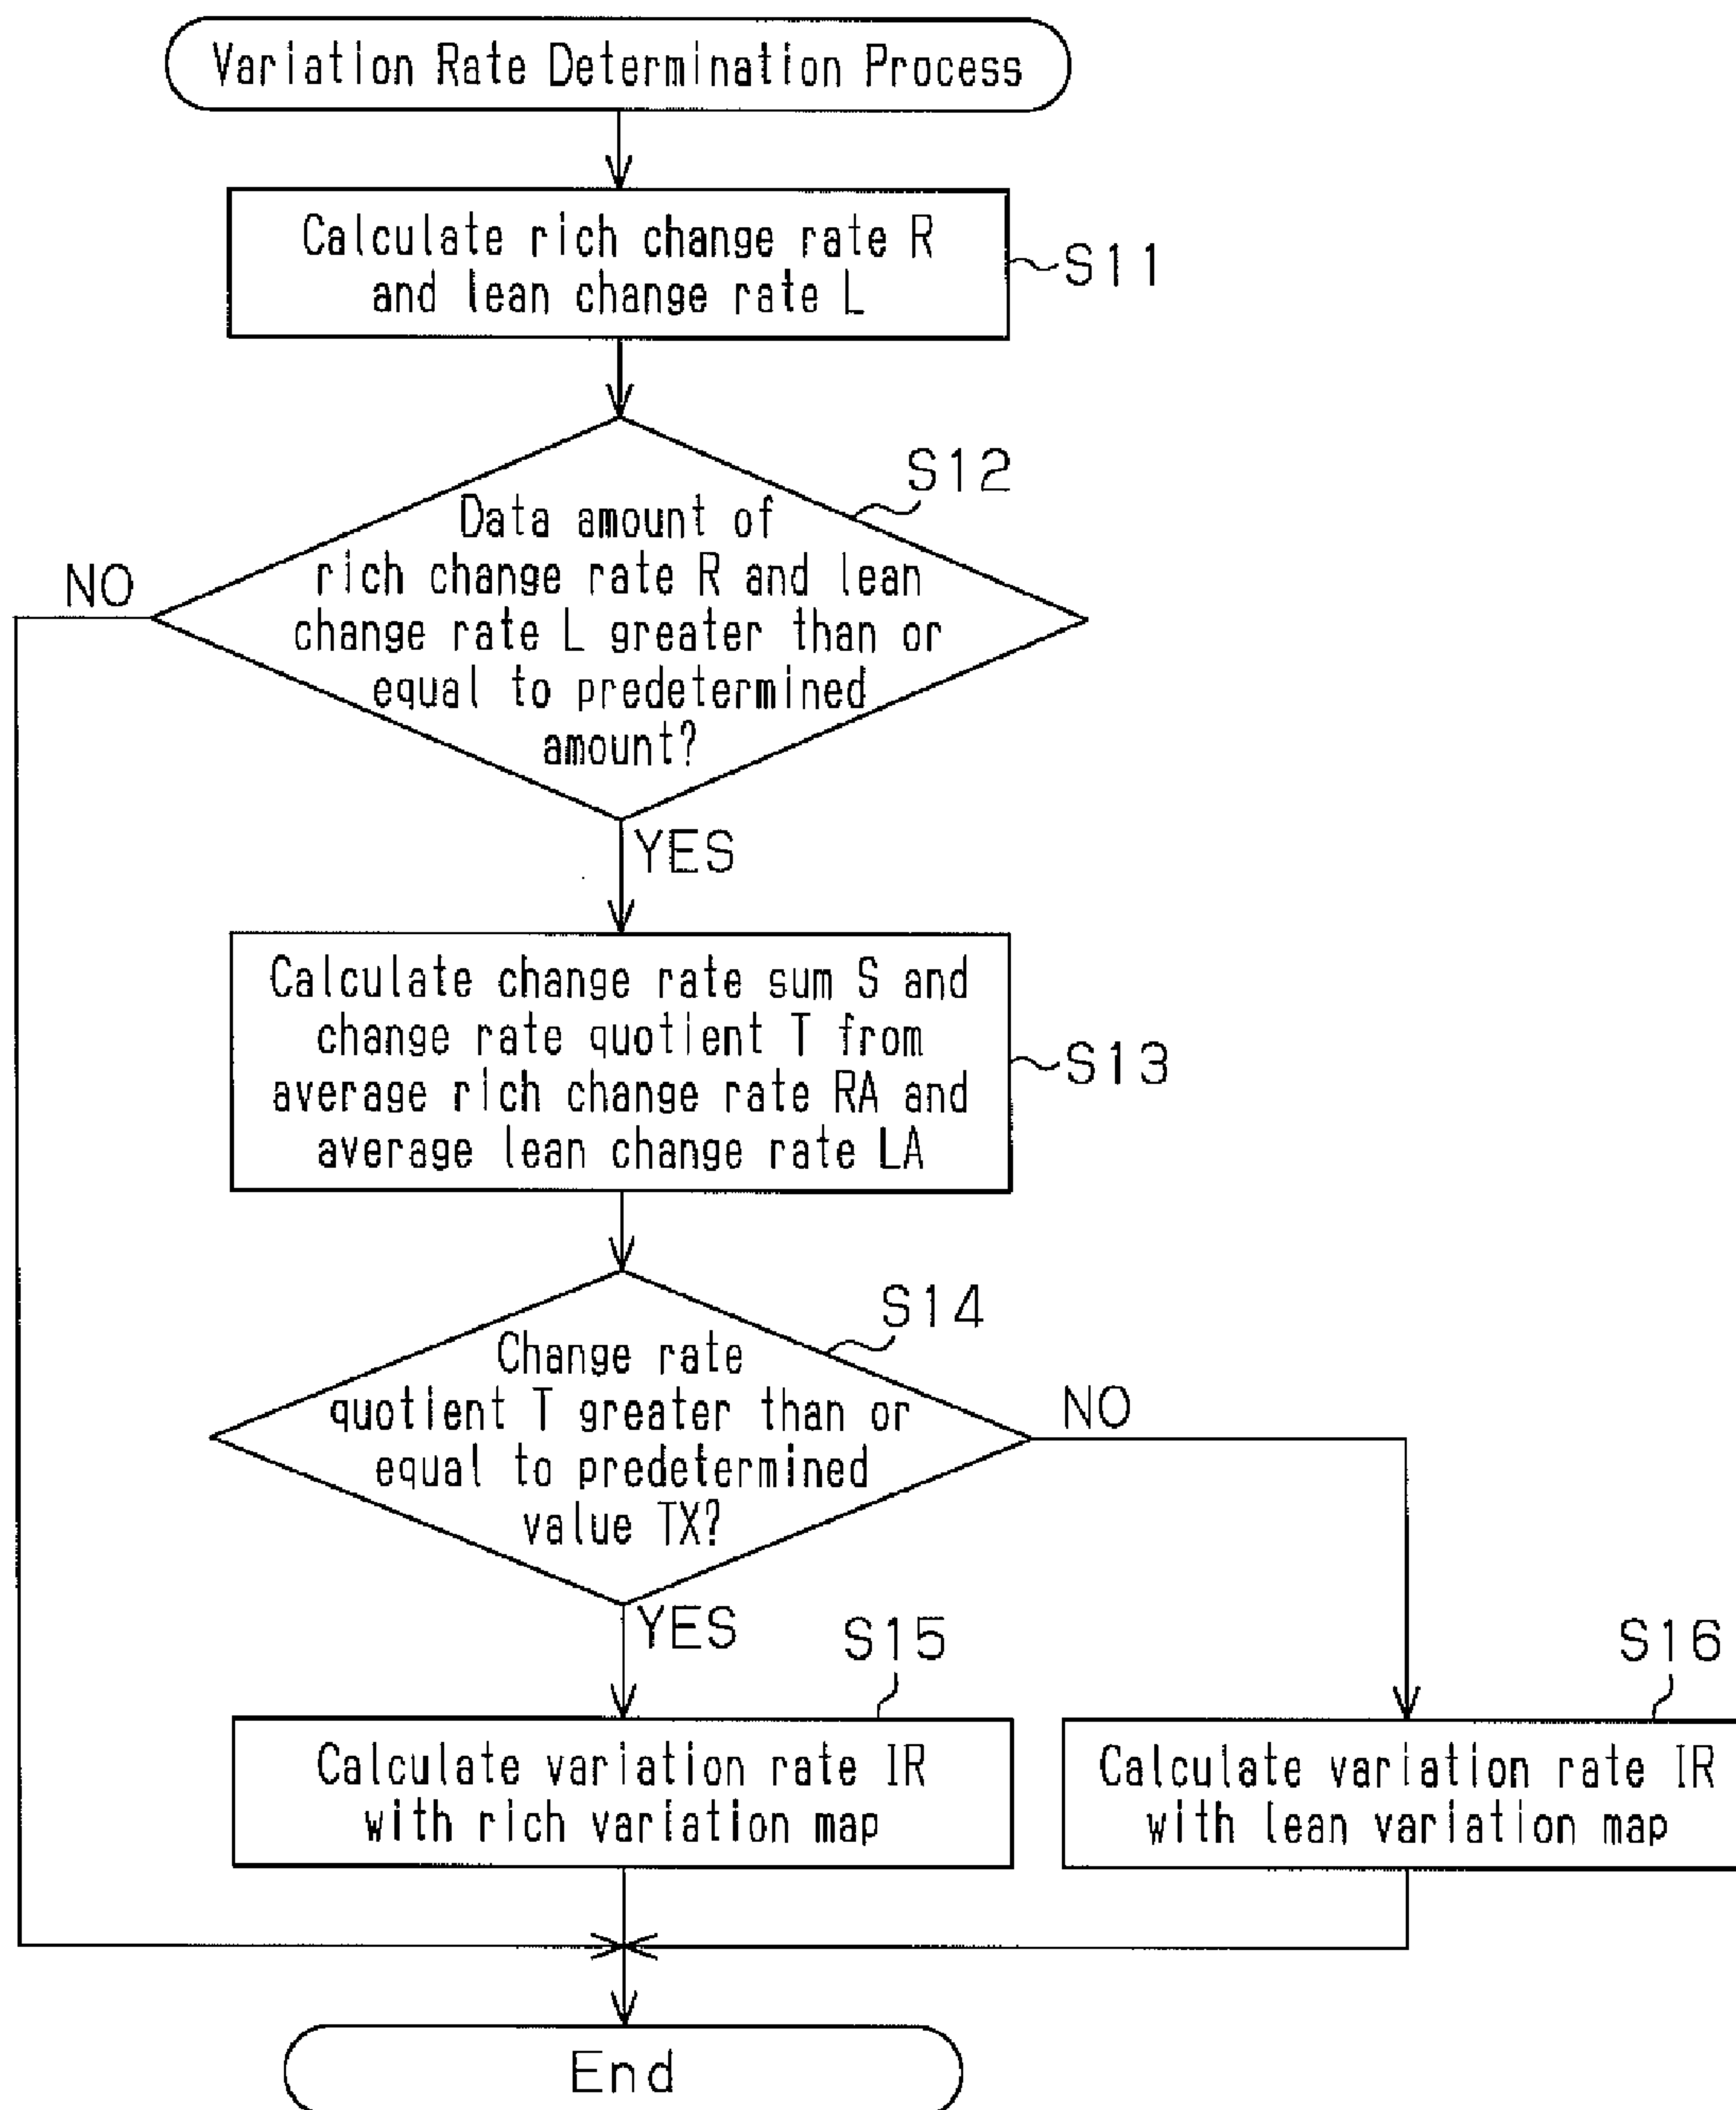 Variation Rate Determination Process
Calculate rich change rate R
and lean change rate L
S11
S12
Data amount of
rich change rate R and lean
change rate L greater than or
equal to predetermined
amount?
NO
YES
Calculate change rate sum S and
change rate quotient T from
average rich change rate RA and
average lean change rate LA
S13
S14
Change rate
quotient T greater than or
equal to predetermined
value TX?
NO
YES
S15
S16
Calculate variation rate IR
with rich variation map
Calculate variation rate IR
with lean variation map
End